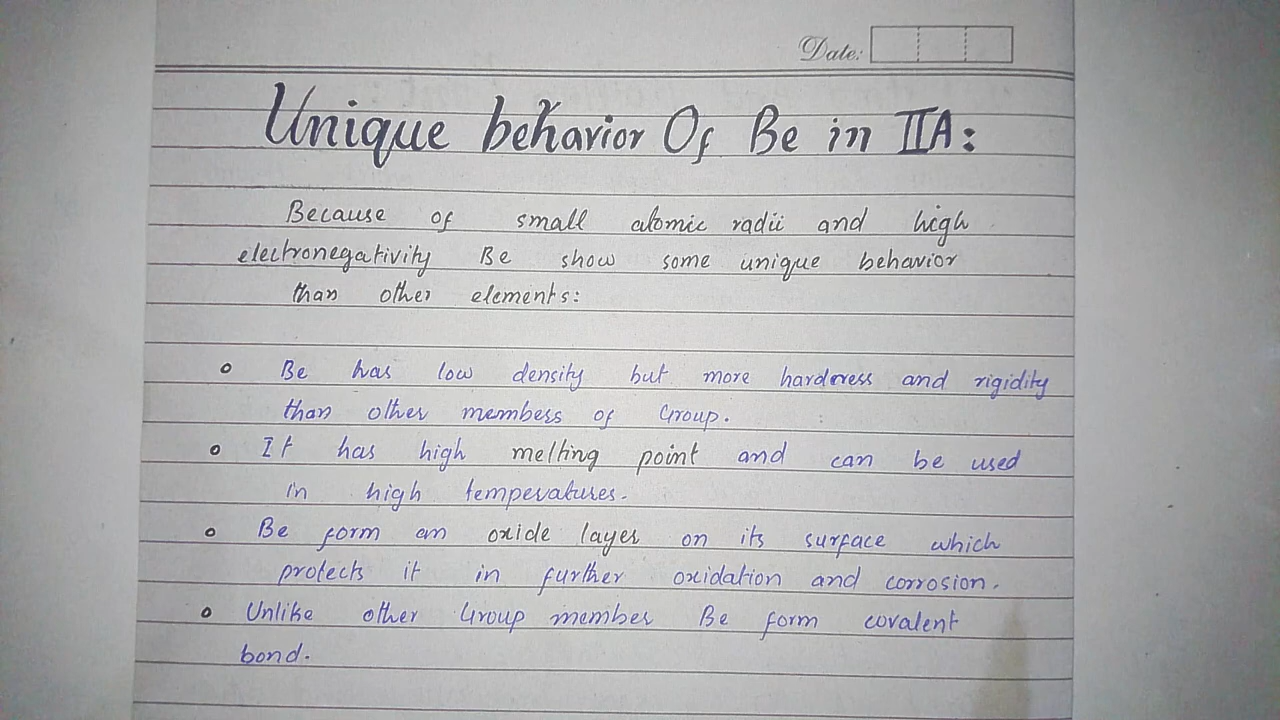 Date:
Unique behavior Of Be in IIA:
Because of small atomic radii and high
electronegativity Be show some unique behavior
than other elements:
Be has low density but more hardness and rigidity
than other members of Group.
It has high melting point and can be used
in high temperatures.
Be form an oxide layer on its surface which
protects it in further oxidation and corrosion.
Unlike other Group member Be form covalent
bond.